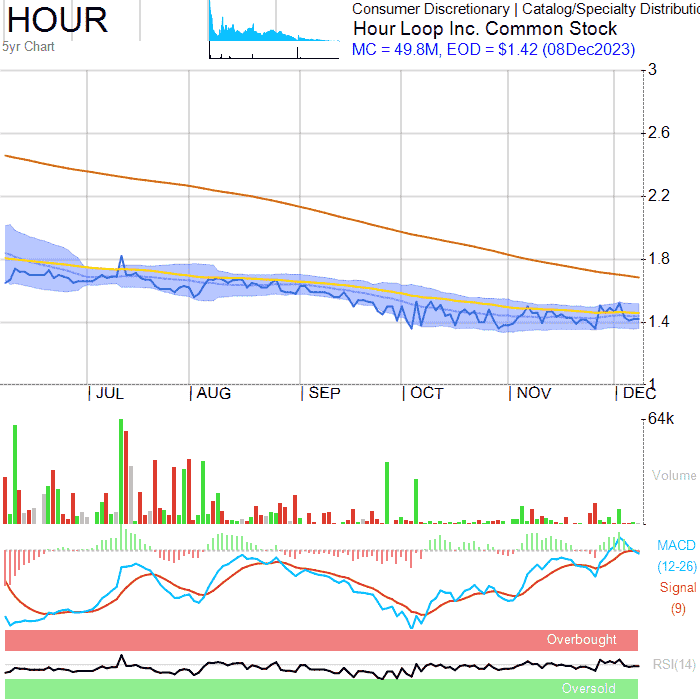 HOUR
5yr Chart
Consumer Discretionary | Catalog/Specialty Distributio
Hour Loop Inc. Common Stock
MC = 49.8M, EOD = $1.42 (08Dec2023)
3
2.6
2.2
1.8
1.4
1
JUL AUG SEP OCT NOV DEC
64k
Volume
MACD
(12-26)
Signal
(9)
Overbought
RSI(14)
Oversold